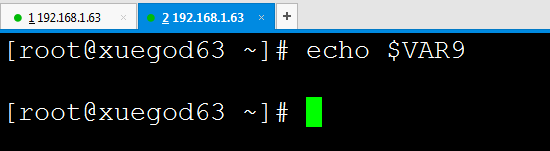 1 192.168.1.63 × 2 192.168.1.63 × +
[root@xuegod63 ~]# echo $VAR9
[root@xuegod63 ~]#